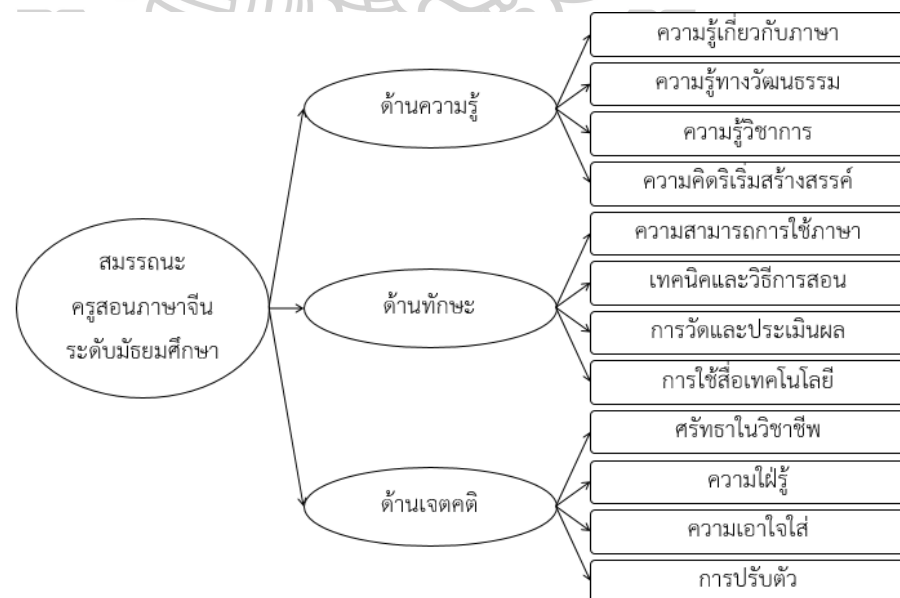 สมรรถนะ
ครูสอนภาษาจีน
ระดับมัธยมศึกษา
ด้านความรู้
ความรู้เกี่ยวกับภาษา
ความรู้ทางวัฒนธรรม
ความรู้วิชาการ
ความคิดริเริ่มสร้างสรรค์
ด้านทักษะ
ความสามารถการใช้ภาษา
เทคนิคและวิธีการสอน
การวัดและประเมินผล
การใช้สื่อเทคโนโลยี
ด้านเจตคติ
ศรัทธาในวิชาชีพ
ความใฝ่รู้
ความเอาใจใส่
การปรับตัว